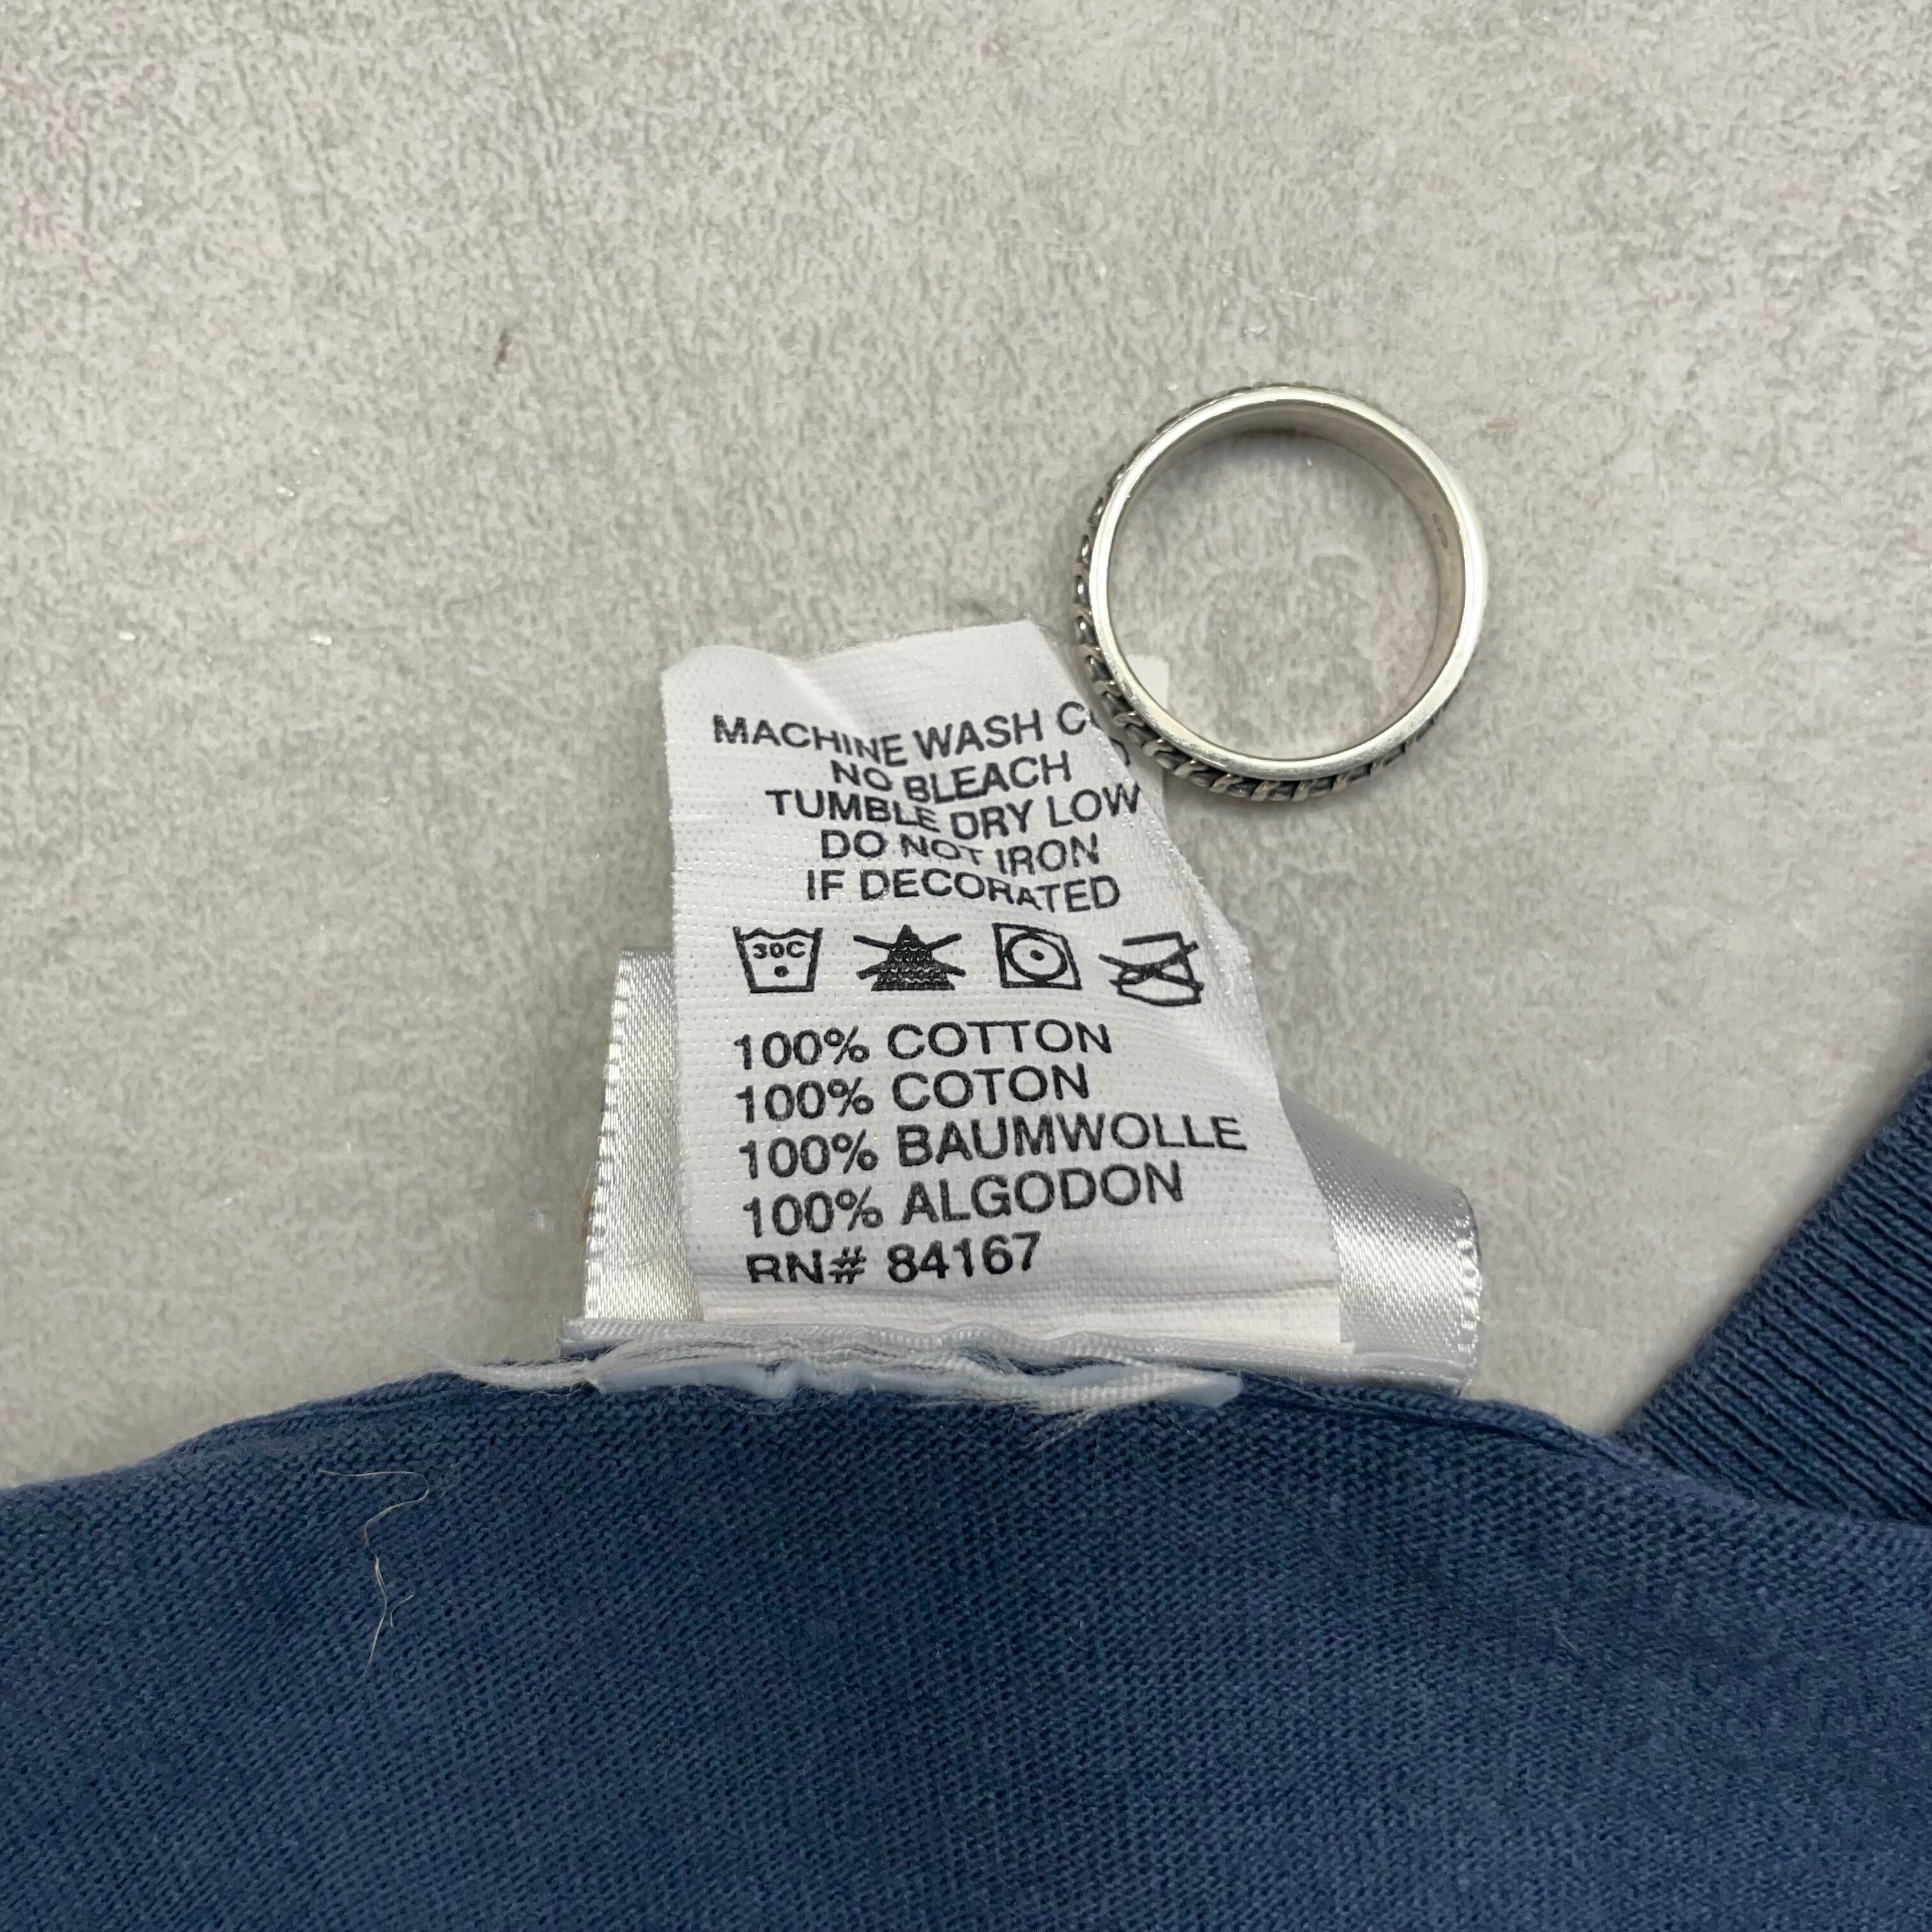 MACHINE WASH
NO BLEACH
TUMBLE DRY LOW
DO NOT IRON
IF DECORATED
30C
100% COTTON
100% COTON
100% BAUMWOLLE
100% ALGODON
RN# 84167